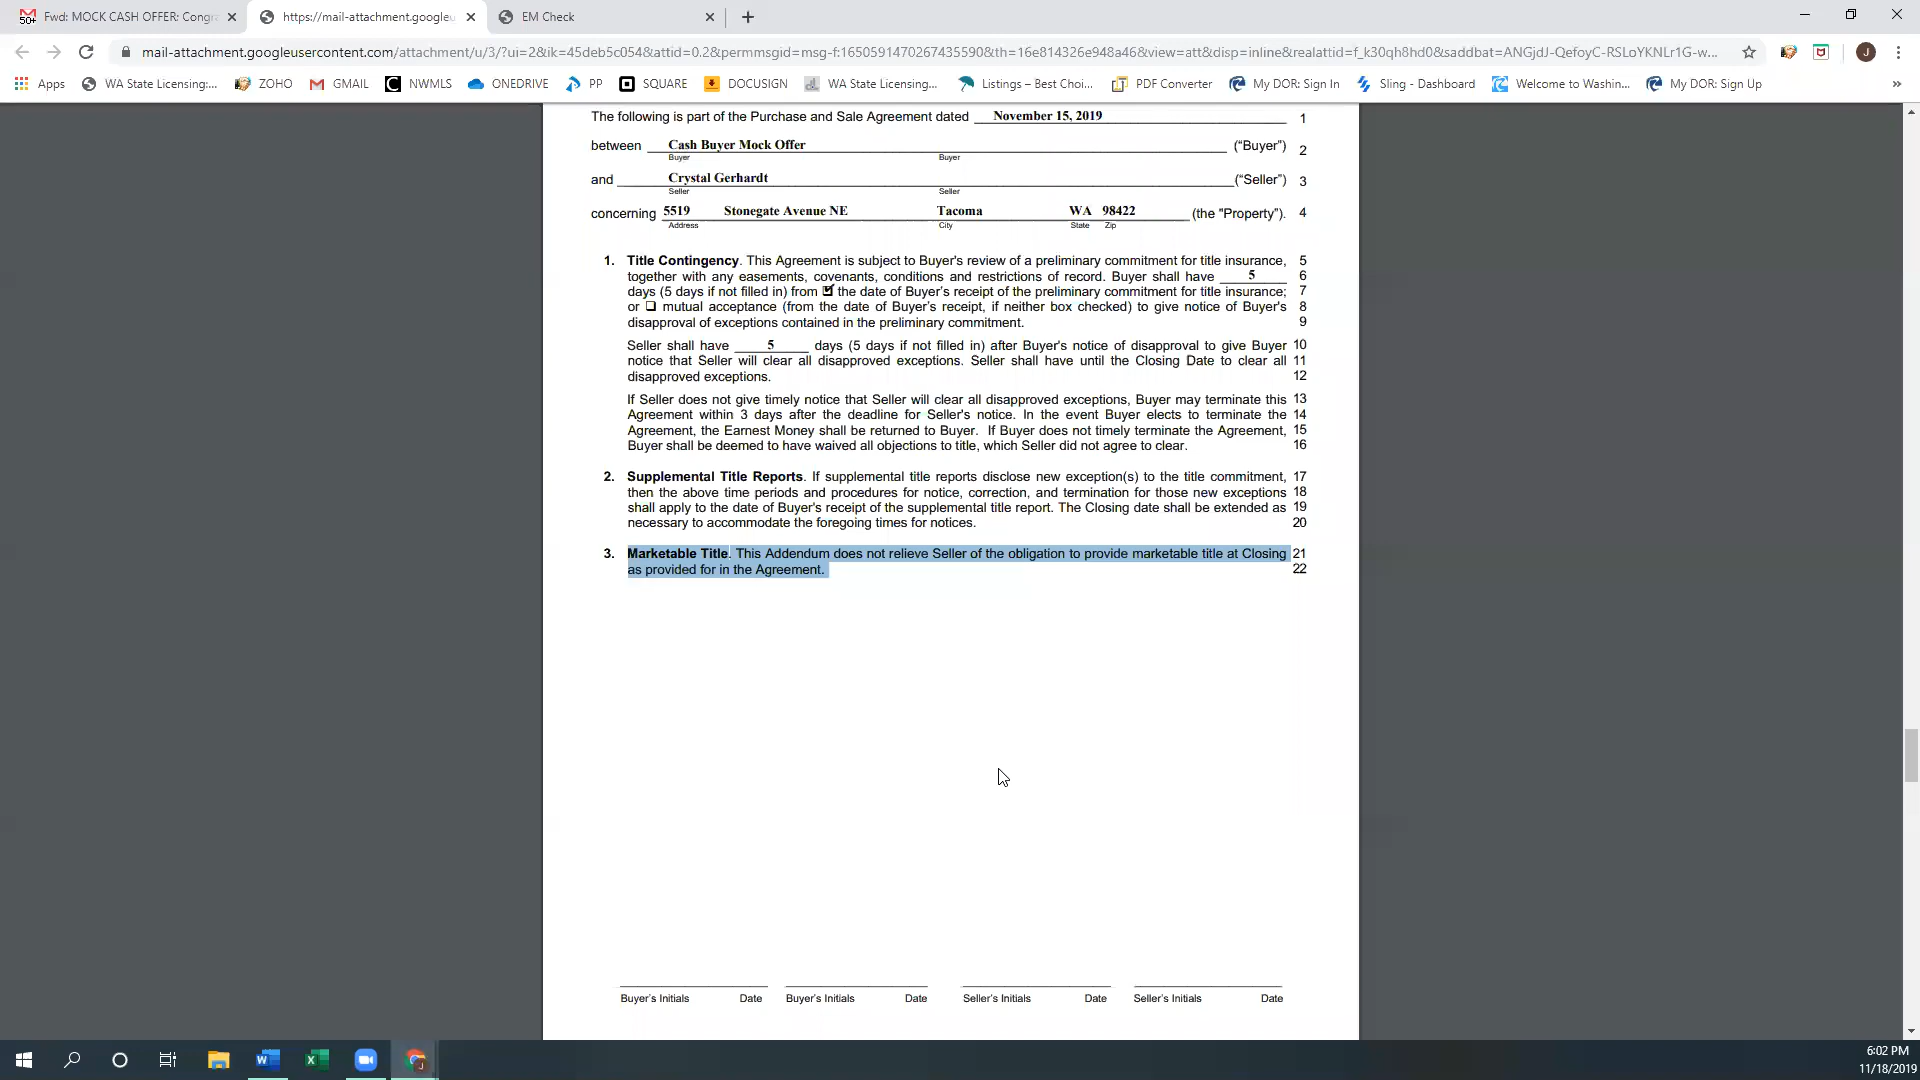 Fwd: MOCK CASH OFFER: Congr
https://mail-attachment.googleu
EM Check
mail-attachment.googleusercontent.com/attachment/u/3/?ui=2&ik=45deb5c054&attid=0.2&permmsgid=msg-f:1650591470267435590&th=16e814326e948a46&view=att&disp=inline&realattid=f_k30qh8hd0&saddbat=ANGjdJ-QefoyC-RSLoYKNLr1G-w...
J
Apps WA State Licensing:... ZOHO GMAIL NWMLS ONEDRIVE PP SQUARE DOCUSIGN WA State Licensing... Listings – Best Choi... PDF Converter My DOR: Sign In Sling - Dashboard Welcome to Washin... My DOR: Sign Up »
The following is part of the Purchase and Sale Agreement dated November 15, 2019 1
between Cash Buyer Mock Offer (“Buyer”) 2
Buyer Buyer
and Crystal Gerhardt (“Seller”) 3
Seller Seller
concerning 5519 Stonegate Avenue NE Tacoma WA 98422 (the “Property”). 4
Address City State Zip
1. Title Contingency. This Agreement is subject to Buyer's review of a preliminary commitment for title insurance, 5
together with any easements, covenants, conditions and restrictions of record. Buyer shall have 5 6
days (5 days if not filled in) from ☑ the date of Buyer’s receipt of the preliminary commitment for title insurance; 7
or ❑ mutual acceptance (from the date of Buyer’s receipt, if neither box checked) to give notice of Buyer's 8
disapproval of exceptions contained in the preliminary commitment. 9
Seller shall have 5 days (5 days if not filled in) after Buyer's notice of disapproval to give Buyer 10
notice that Seller will clear all disapproved exceptions. Seller shall have until the Closing Date to clear all 11
disapproved exceptions. 12
If Seller does not give timely notice that Seller will clear all disapproved exceptions, Buyer may terminate this 13
Agreement within 3 days after the deadline for Seller's notice. In the event Buyer elects to terminate the 14
Agreement, the Earnest Money shall be returned to Buyer. If Buyer does not timely terminate the Agreement, 15
Buyer shall be deemed to have waived all objections to title, which Seller did not agree to clear. 16
2. Supplemental Title Reports. If supplemental title reports disclose new exception(s) to the title commitment, 17
then the above time periods and procedures for notice, correction, and termination for those new exceptions 18
shall apply to the date of Buyer's receipt of the supplemental title report. The Closing date shall be extended as 19
necessary to accommodate the foregoing times for notices. 20
3. Marketable Title. This Addendum does not relieve Seller of the obligation to provide marketable title at Closing 21
as provided for in the Agreement. 22
Buyer’s Initials Date Buyer’s Initials Date Seller’s Initials Date Seller’s Initials Date
6:02 PM
11/18/2019